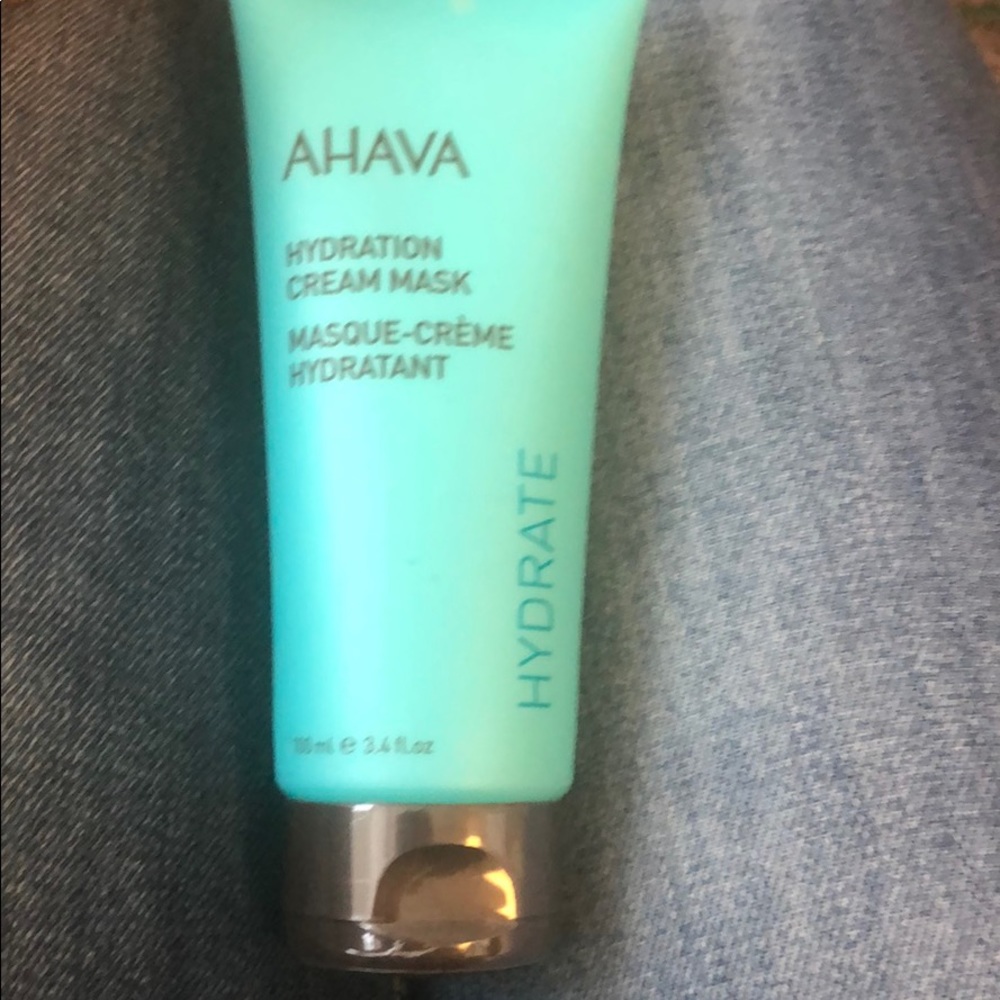 AHAVA
HYDRATION
CREAM MASK
MASQUE-CRÈME
HYDRATANT
HYDRATE
100 ml e 3.4 fl.oz